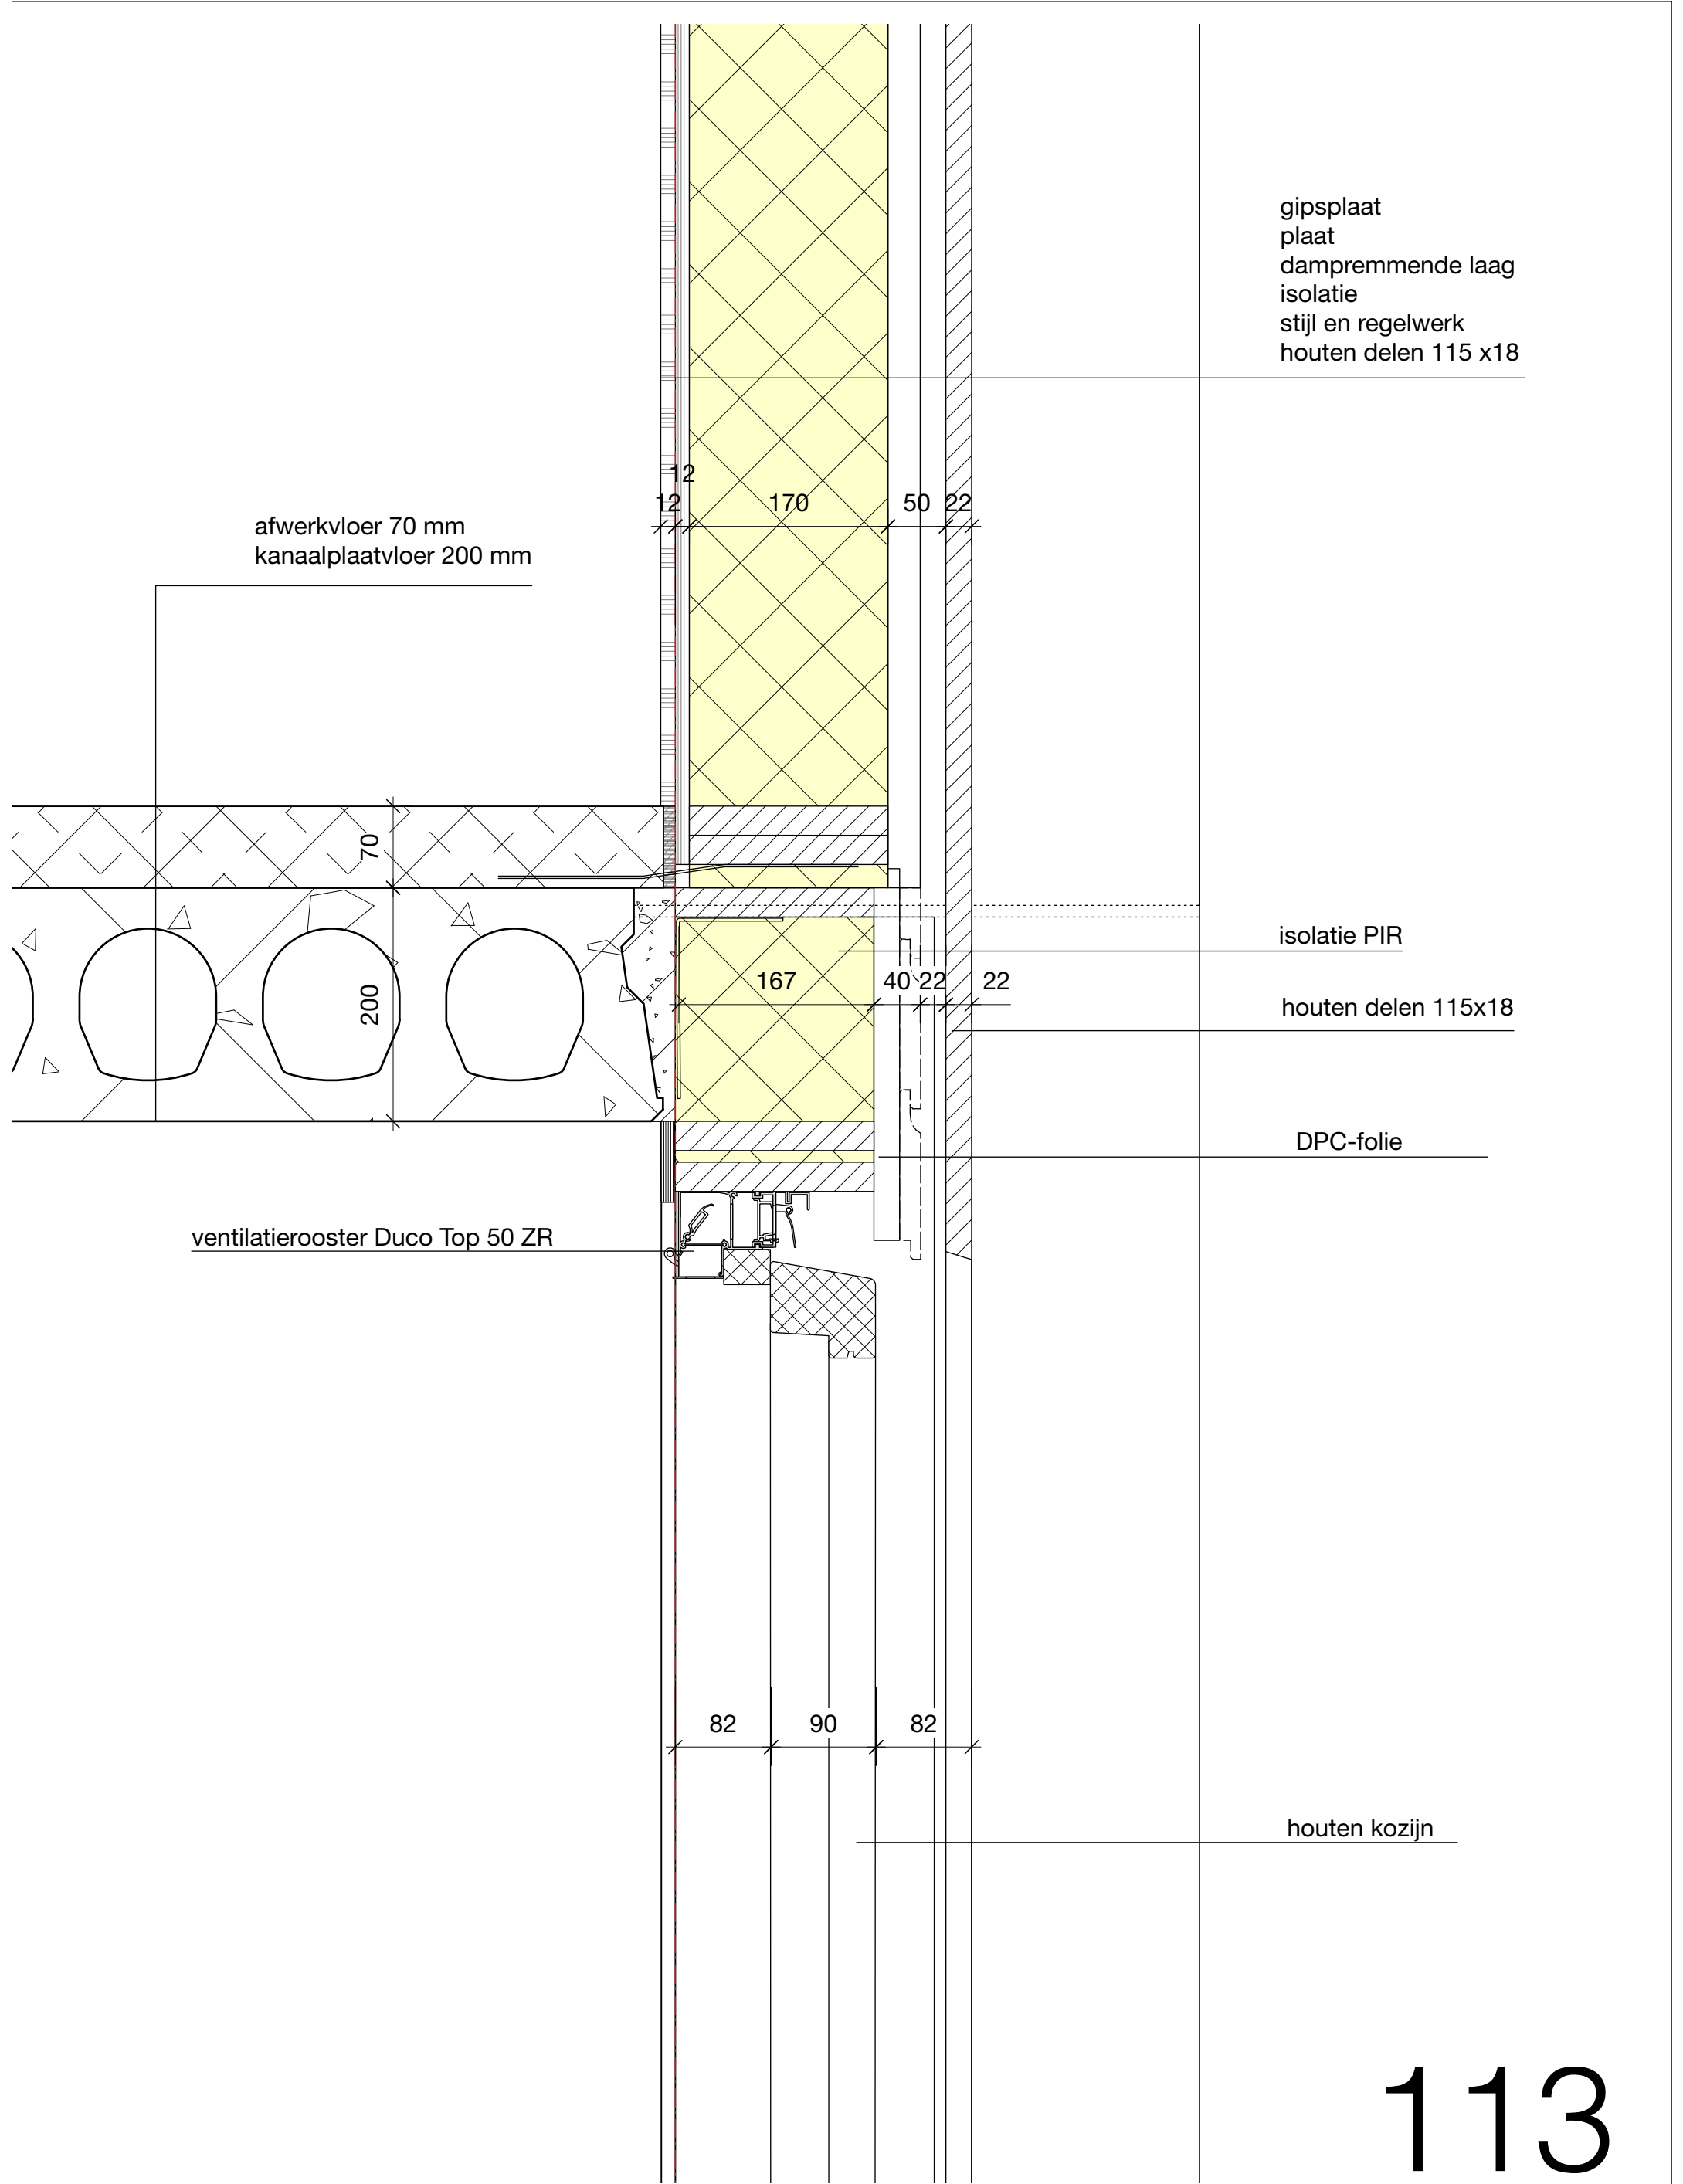 gipsplaat
plaat
dampremmende laag
isolatie
stijl en regelwerk
houten delen 115 x18
12
12 170 50 22
afwerkvloer 70 mm
kanaalplaatvloer 200 mm
70
isolatie PIR
167 40 22 22
200
houten delen 115x18
DPC-folie
ventilatierooster Duco Top 50 ZR
82 90 82
houten kozijn
113